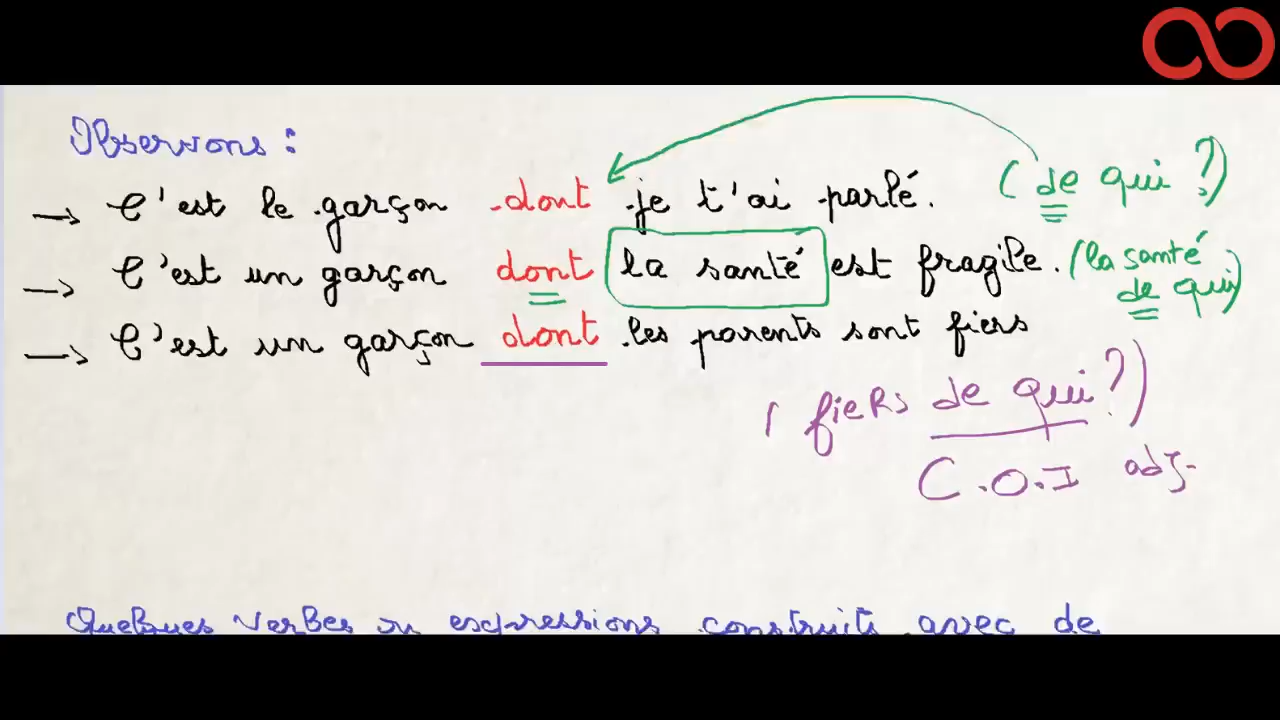 Observons :
→ C'est le garçon dont je t'ai parlé. (de qui ?)
→ C'est un garçon dont la santé est fragile. (la santé de qui)
→ C'est un garçon dont les parents sont fiers
( fiers de qui ?)
C.O.I adj.
Quelques verbes ou expressions construits avec de